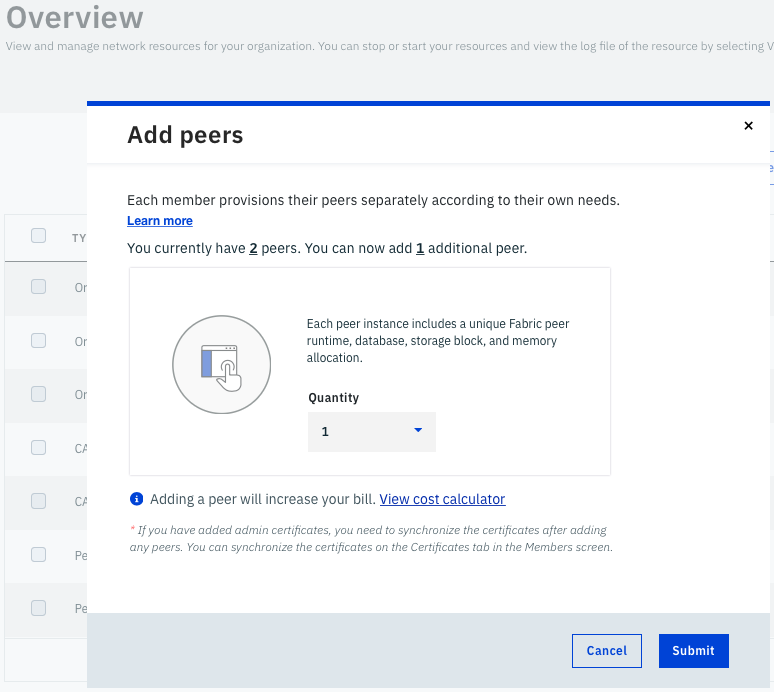 Overview
View and manage network resources for your organization. You can stop or start your resources and view the log file of the resource by selecting
Add peers
Each member provisions their peers separately according to their own needs.
Learn more
You currently have 2 peers. You can now add 1 additional peer.
Each peer instance includes a unique Fabric peer
runtime, database, storage block, and memory
allocation.
Quantity
1
Adding a peer will increase your bill. View cost calculator
* If you have added admin certificates, you need to synchronize the certificates after adding
any peers. You can synchronize the certificates on the Certificates tab in the Members screen.
Cancel
Submit
TY
Or
Or
Or
CA
CA
Pe
Pe